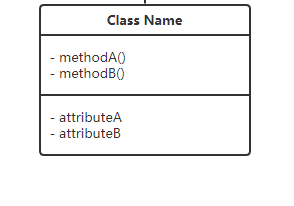 Class Name
- methodA()
- methodB()
- attributeA
- attributeB